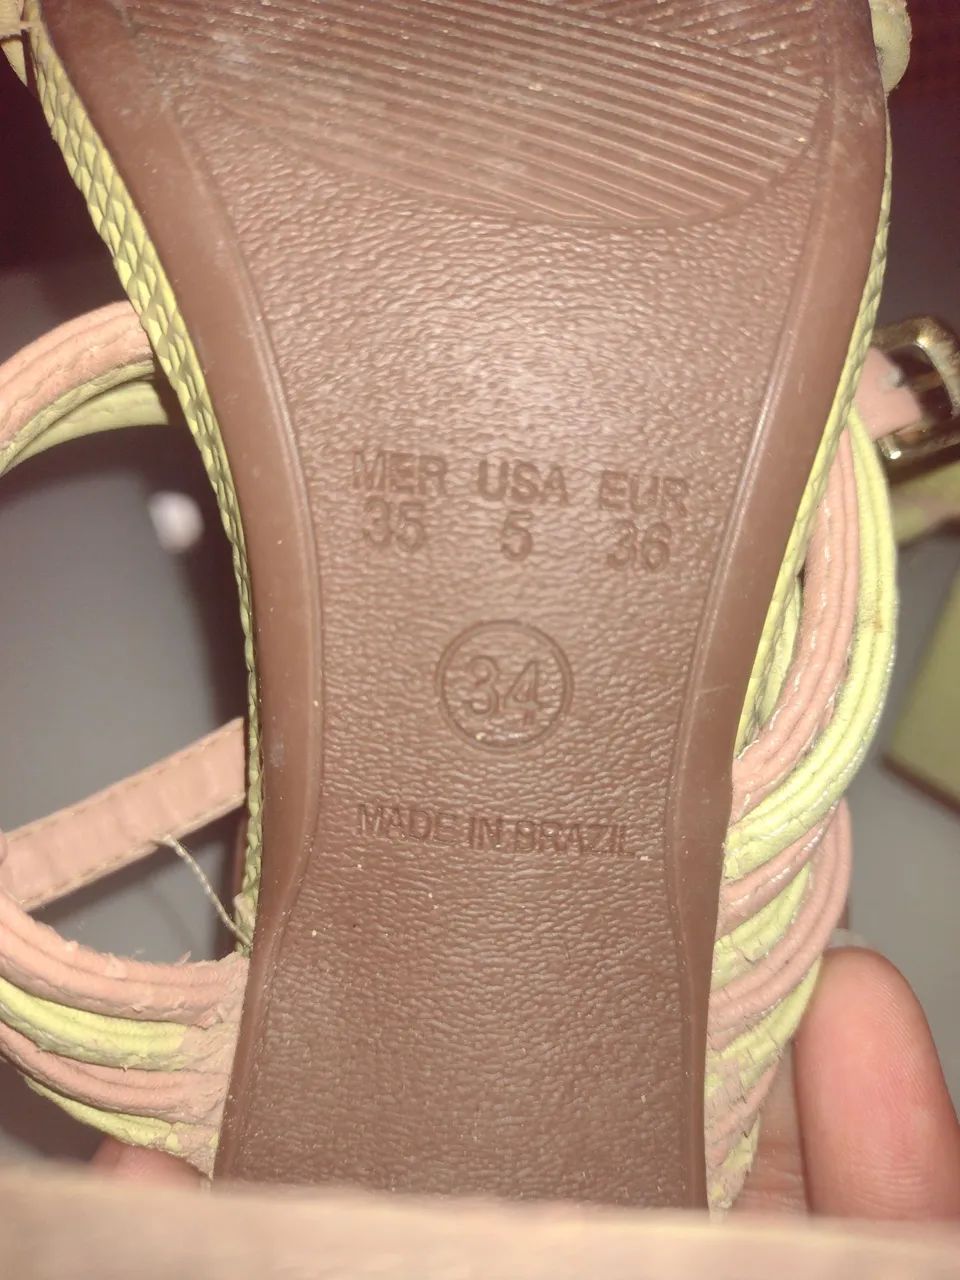 MER USA EUR
35 5 36
34
MADE IN BRAZIL